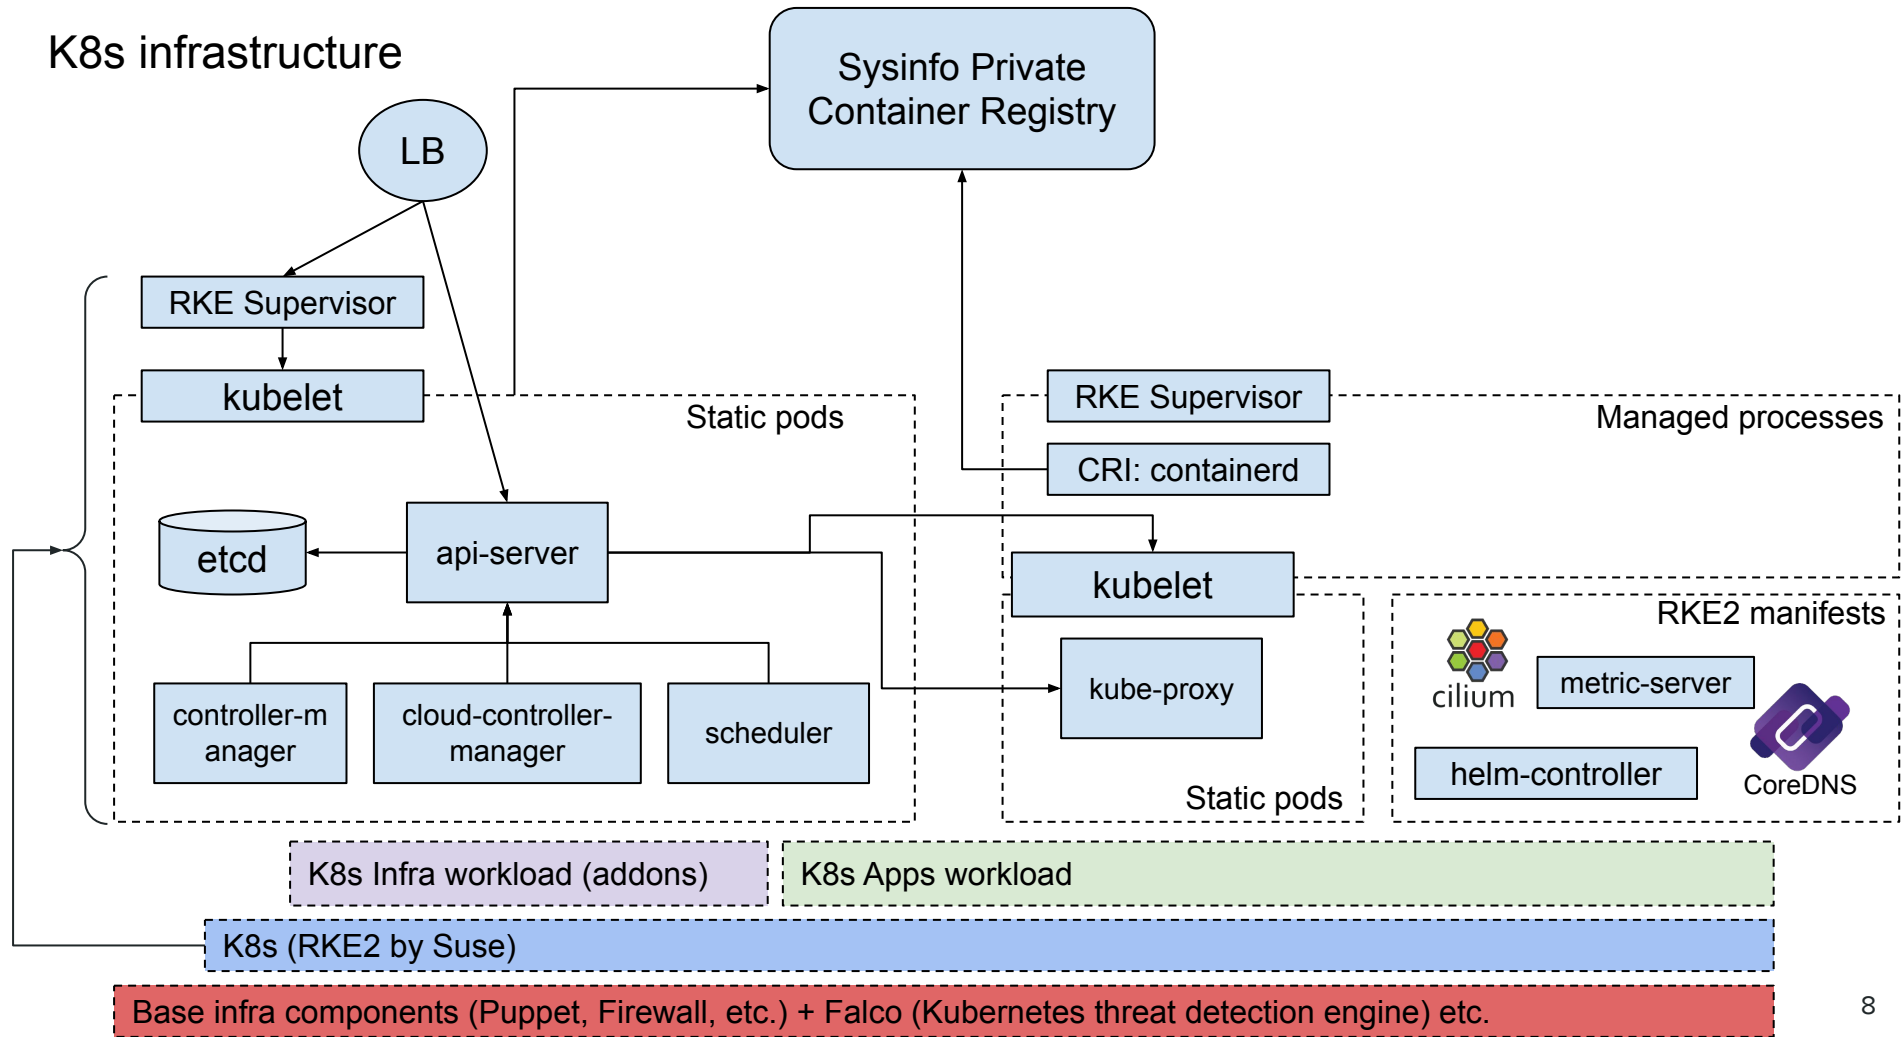 K8s infrastructure
Sysinfo Private
Container Registry
LB
RKE Supervisor
kubelet
Static pods
etcd
api-server
controller-m
anager
cloud-controller-
manager
scheduler
RKE Supervisor
Managed processes
CRI: containerd
kubelet
kube-proxy
Static pods
RKE2 manifests
cilium
metric-server
helm-controller
CoreDNS
K8s Infra workload (addons)
K8s Apps workload
K8s (RKE2 by Suse)
Base infra components (Puppet, Firewall, etc.) + Falco (Kubernetes threat detection engine) etc.
8